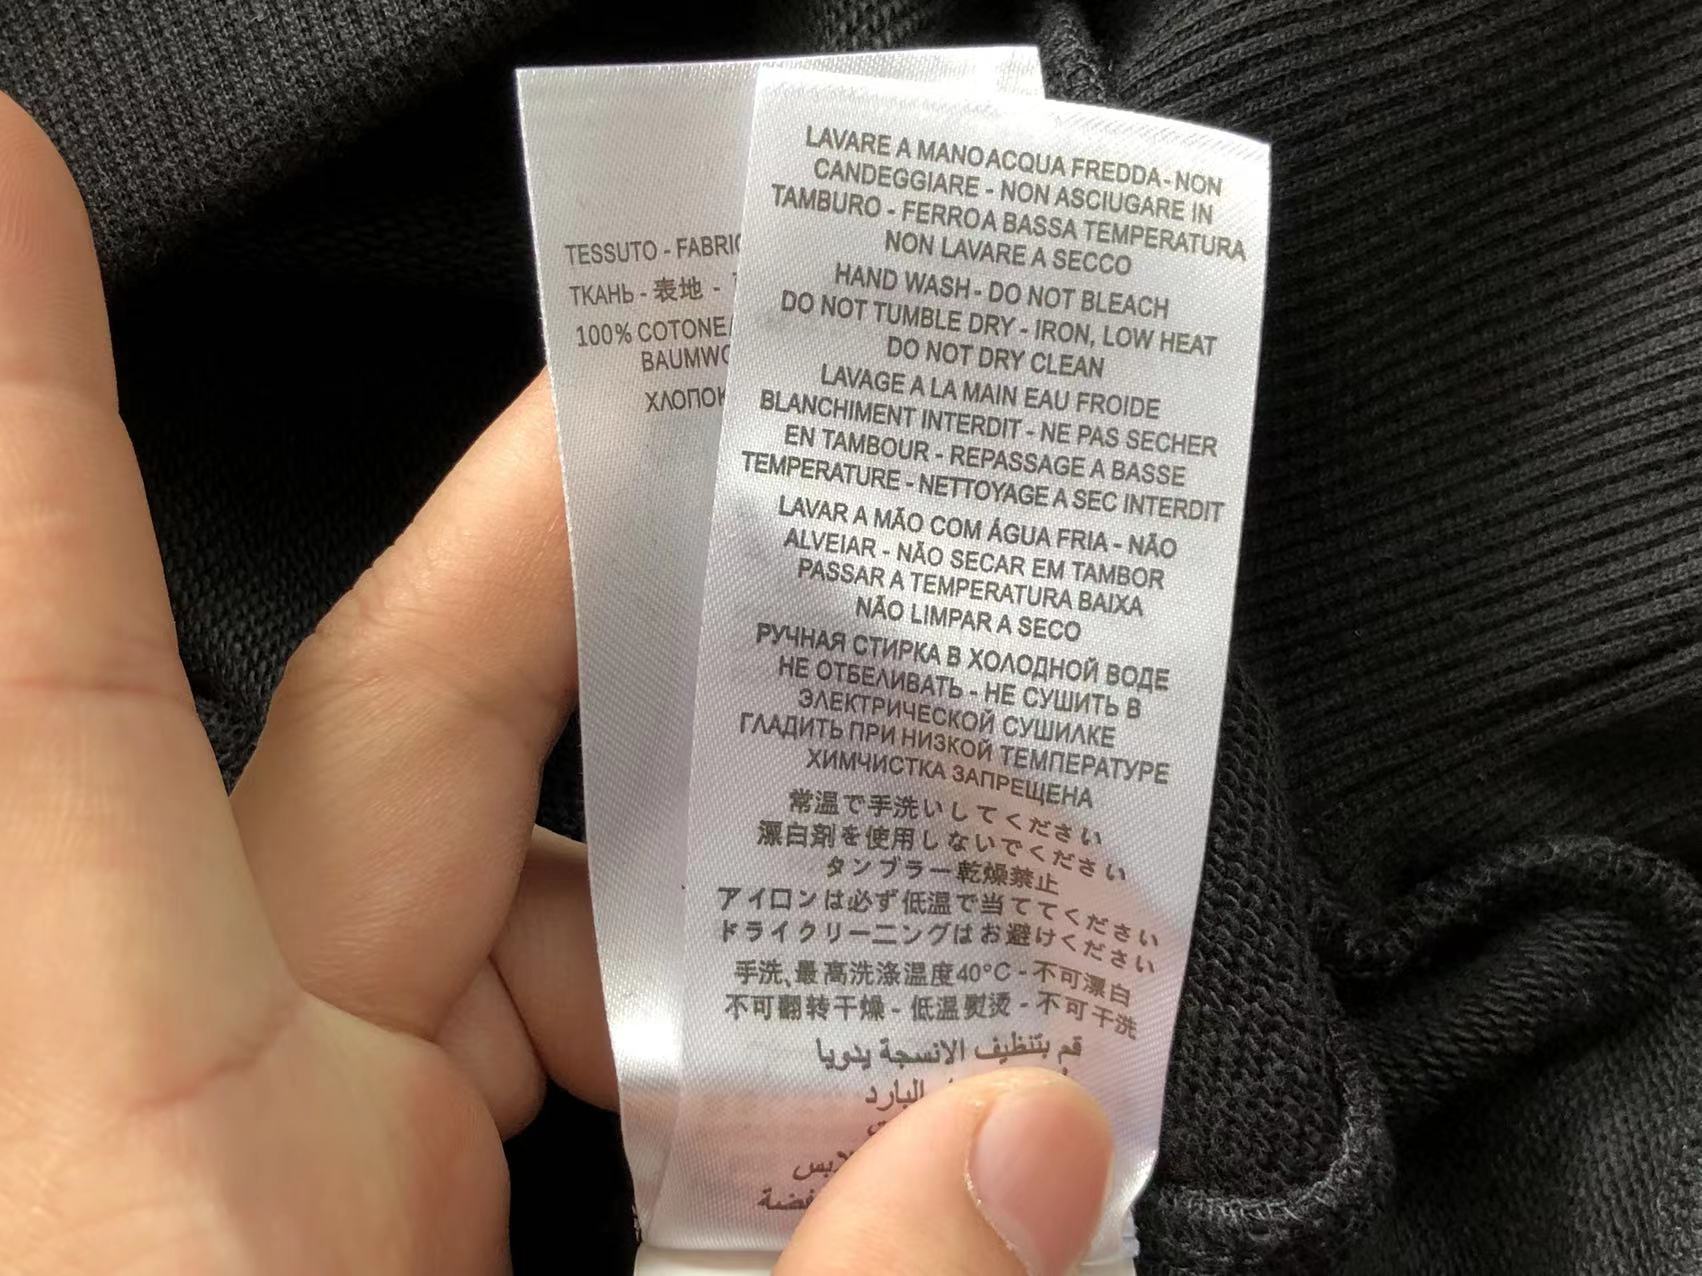 TESSUTO - FABRIC
ТКАНЬ - 表地 -
100% COTONE
BAUMWO
ХЛОПОК
LAVARE A MANO ACQUA FREDDA - NON
CANDEGGIARE - NON ASCIUGARE IN
TAMBURO - FERRO A BASSA TEMPERATURA
NON LAVARE A SECCO
HAND WASH - DO NOT BLEACH
DO NOT TUMBLE DRY - IRON, LOW HEAT
DO NOT DRY CLEAN
LAVAGE A LA MAIN EAU FROIDE
BLANCHIMENT INTERDIT - NE PAS SECHER
EN TAMBOUR - REPASSAGE A BASSE
TEMPERATURE - NETTOYAGE A SEC INTERDIT
LAVAR A MÃO COM ÁGUA FRIA - NÃO
ALVEIAR - NÃO SECAR EM TAMBOR
PASSAR A TEMPERATURA BAIXA
NÃO LIMPAR A SECO
РУЧНАЯ СТИРКА В ХОЛОДНОЙ ВОДЕ
НЕ ОТБЕЛИВАТЬ - НЕ СУШИТЬ В
ЭЛЕКТРИЧЕСКОЙ СУШИЛКЕ
ГЛАДИТЬ ПРИ НИЗКОЙ ТЕМПЕРАТУРЕ
ХИМЧИСТКА ЗАПРЕЩЕНА
常温で手洗いしてください
漂白剤を使用しないでください
タンブラー乾燥禁止
アイロンは必ず低温で当ててください
ドライクリーニングはお避けください
手洗、最高洗涤温度40°C - 不可漂白
不可翻转干燥 - 低温熨烫 - 不可干洗
قم بتنظيف الانسجة يدويا
البارد